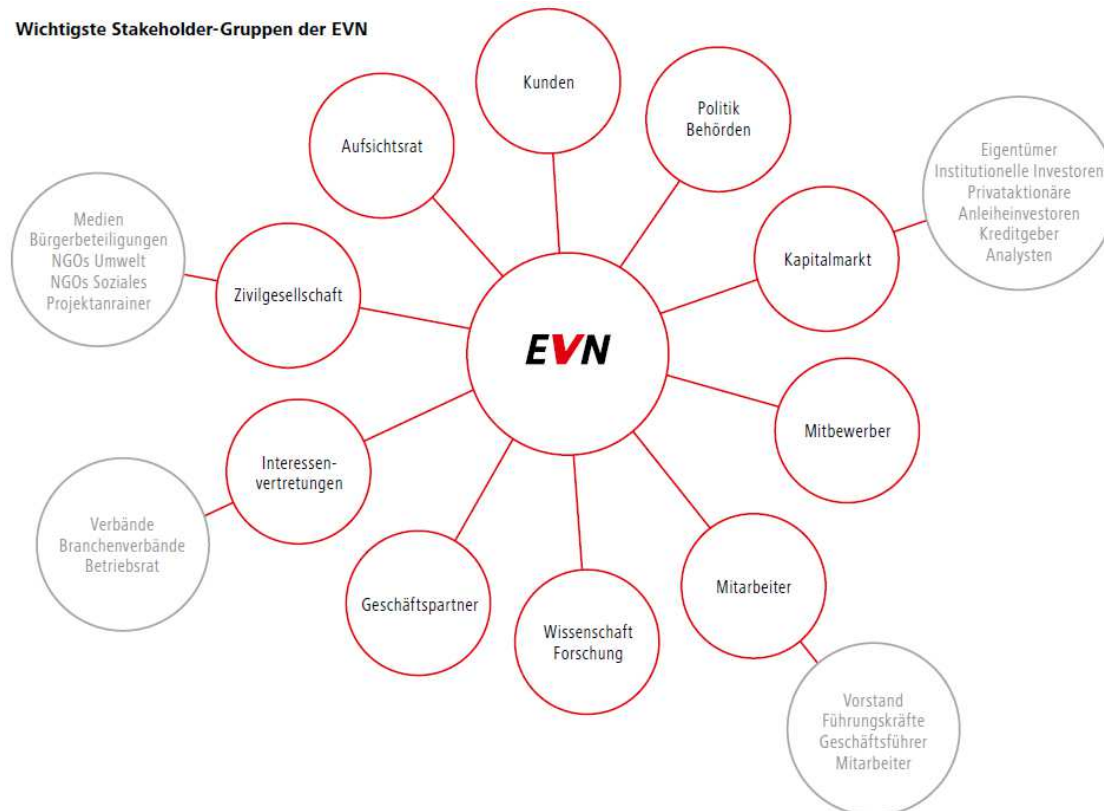 Wichtigste Stakeholder-Gruppen der EVN
Kunden
Politik
Behörden
Aufsichtsrat
Eigentümer
Institutionelle Investoren
Privataktionäre
Anleiheinvestoren
Kreditgeber
Analysten
Medien
Bürgerbeteiligungen
NGOs Umwelt
NGOs Soziales
Projektanrainer
Kapitalmarkt
Zivilgesellschaft
EVN
Mitbewerber
Interessen-
vertretungen
Verbände
Branchenverbände
Betriebsrat
Mitarbeiter
Geschäftspartner
Wissenschaft
Forschung
Vorstand
Führungskräfte
Geschäftsführer
Mitarbeiter